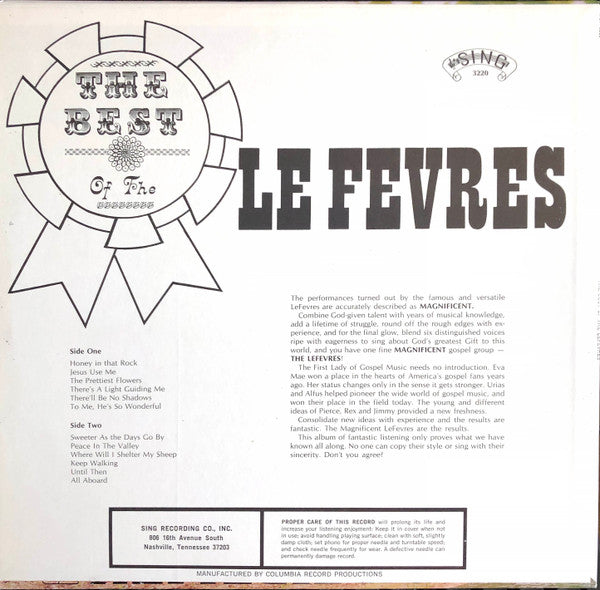 THE
BEST
Of The
SING
3220
LE FEVRES
The performances turned out by the famous and versatile
LeFevres are accurately described as MAGNIFICENT.
Combine God-given talent with years of musical knowledge,
add a lifetime of struggle, round off the rough edges with ex-
perience, and for the final glow, blend six distinguished voices
ripe with eagerness to sing about God's greatest Gift to this
world, and you have one fine MAGNIFICENT gospel group —
THE LEFEVRES!
The First Lady of Gospel Music needs no introduction. Eva
Mae won a place in the hearts of America's gospel fans years
ago. Her status changes only in the sense it gets stronger. Urias
and Alfus helped pioneer the wide world of gospel music, and
won their place in the field today. The young and different
ideas of Pierce, Rex and Jimmy provided a new freshness.
Consolidate new ideas with experience and the results are
fantastic. The Magnificent LeFevres are the results.
This album of fantastic listening only proves what we have
known all along. No one can copy their style or sing with their
sincerity. Don't you agree?
Side One
Honey in that Rock
Jesus Use Me
The Prettiest Flowers
There's A Light Guiding Me
There'll Be No Shadows
To Me, He's So Wonderful
Side Two
Sweeter As the Days Go By
Peace In The Valley
Where Will I Shelter My Sheep
Keep Walking
Until Then
All Aboard
SING RECORDING CO., INC.
806 16th Avenue South
Nashville, Tennessee 37203
PROPER CARE OF THIS RECORD will prolong its life and
increase your listening enjoyment: Keep it in cover when not
in use; avoid handling playing surface; clean with soft, slightly
damp cloth; set phono for proper needle and turntable speed;
and check needle frequently for wear. A defective needle can
permanently damage record.
MANUFACTURED BY COLUMBIA RECORD PRODUCTIONS